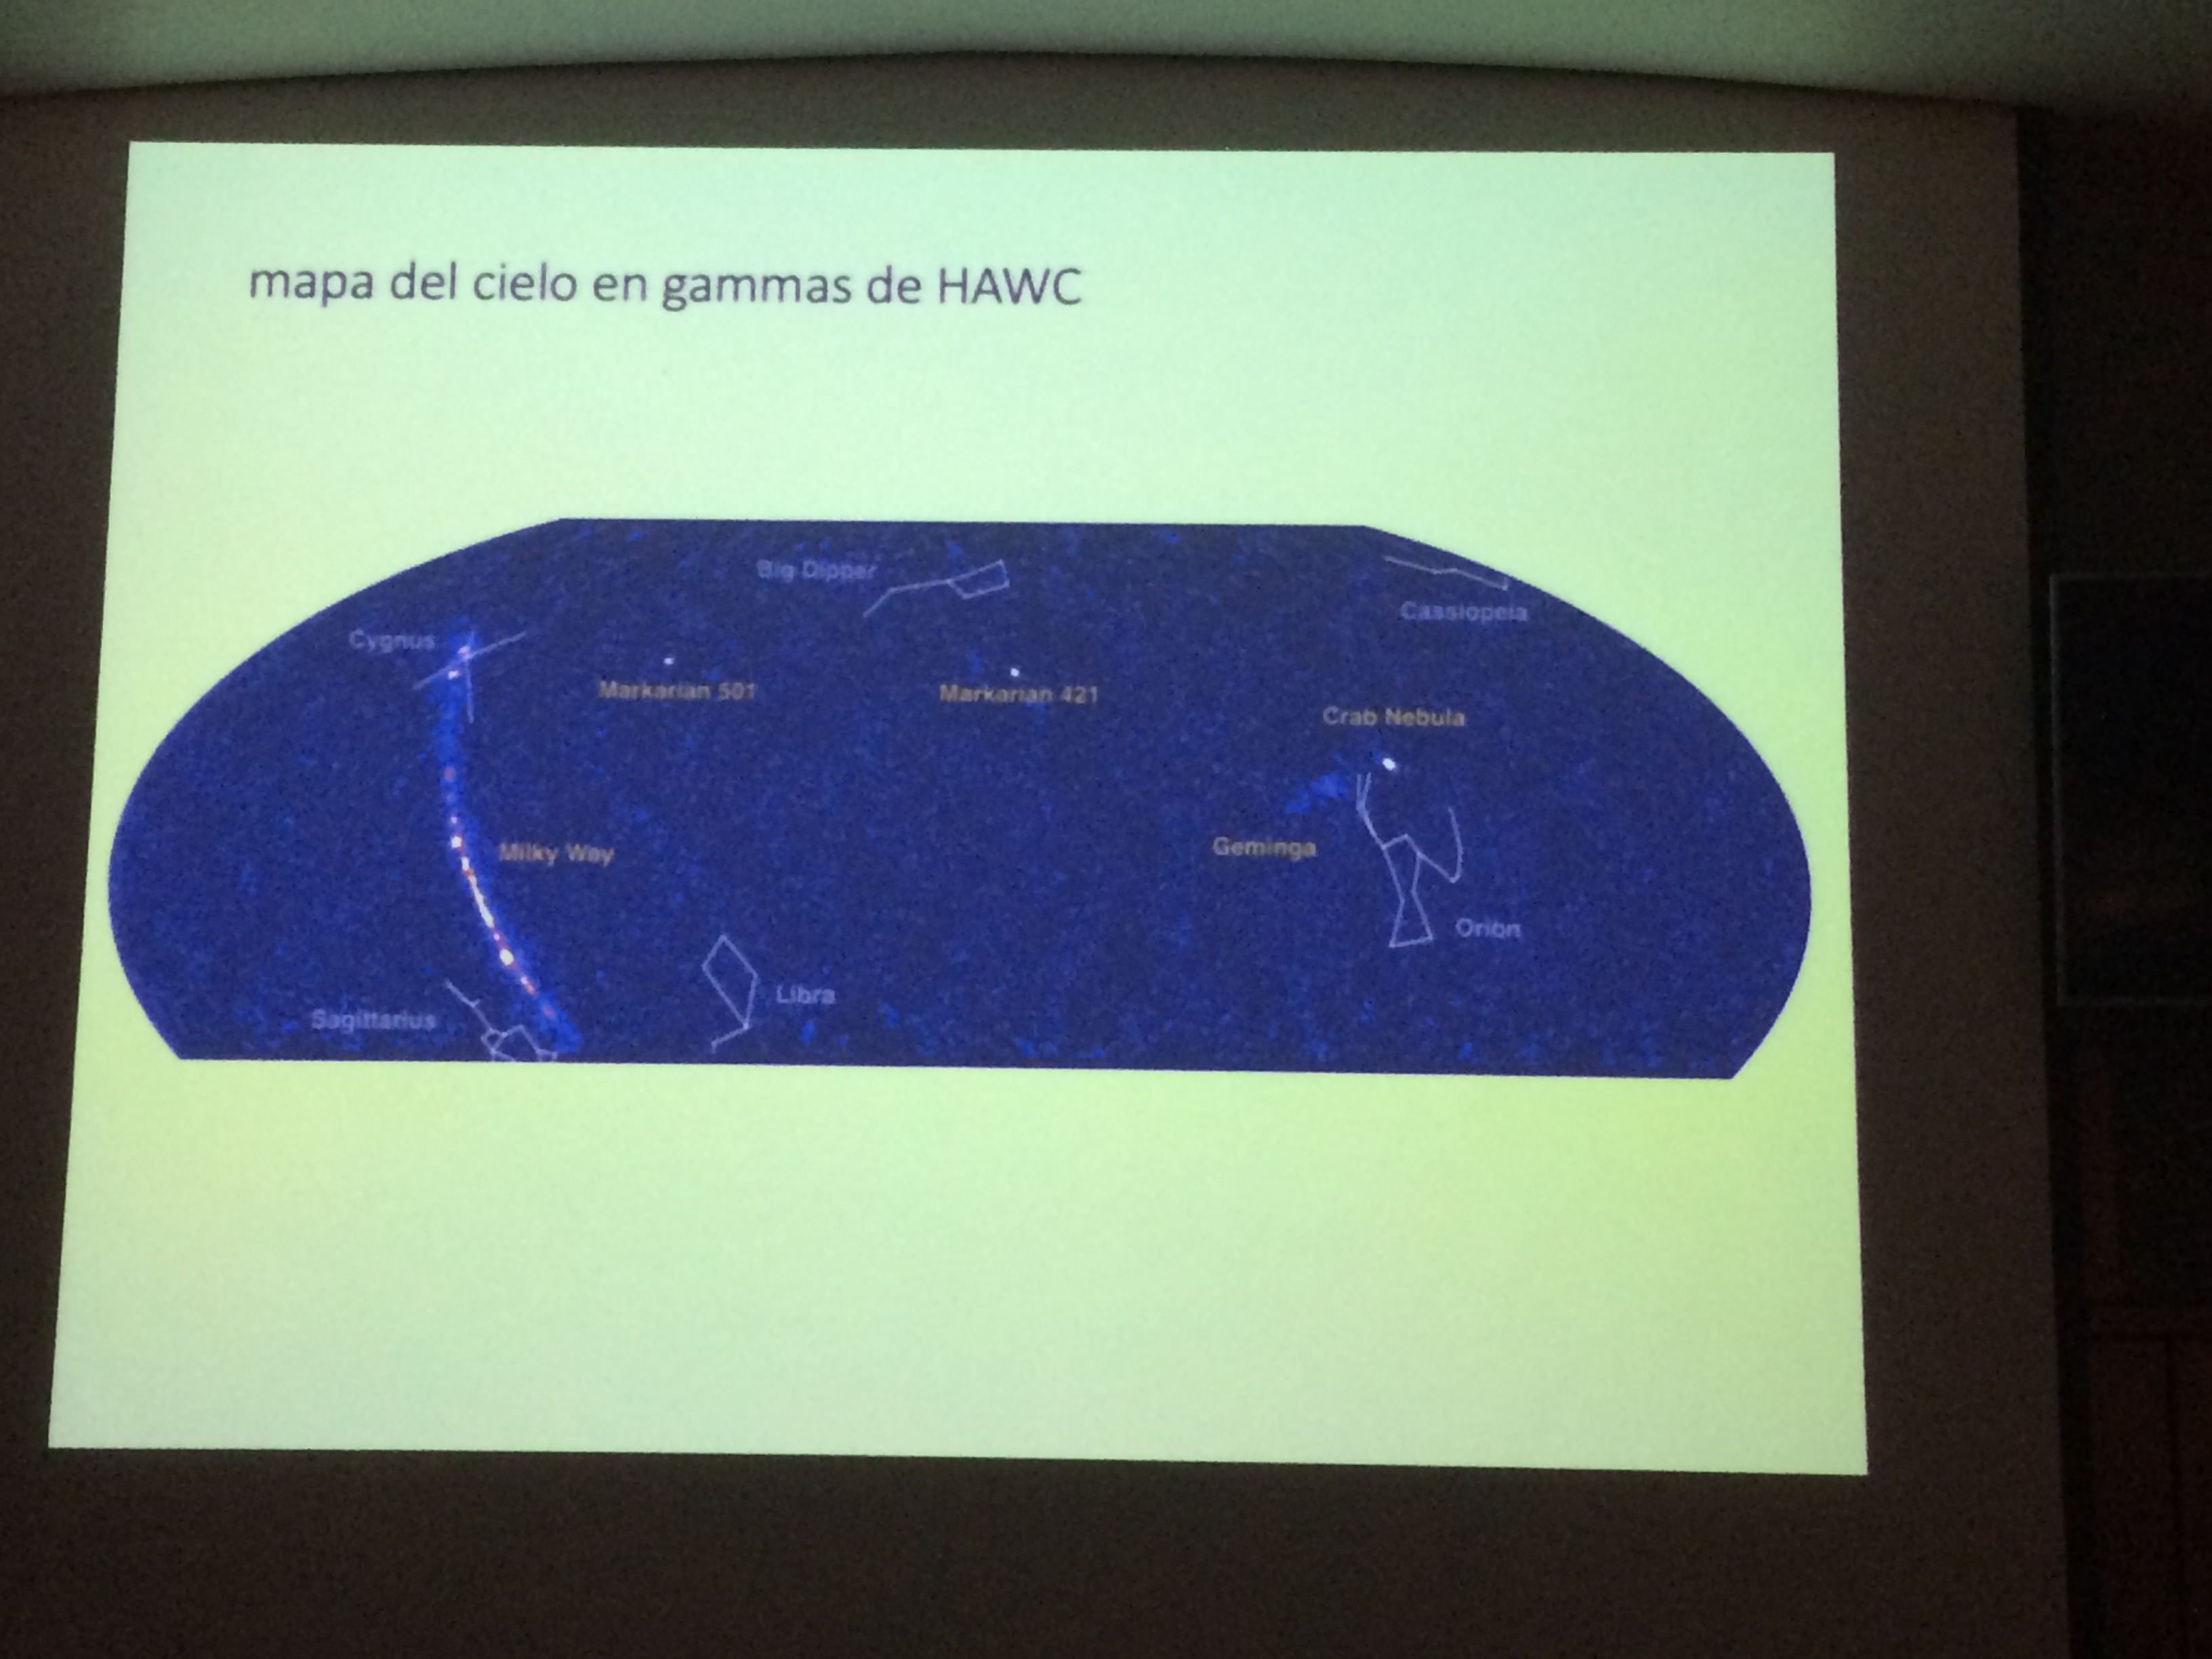 mapa del cielo en gammas de HAWC
Big Dipper
Cassiopeia
Cygnus
Markarian 501
Markarian 421
Crab Nebula
Milky Way
Geminga
Orion
Libra
Sagittarius